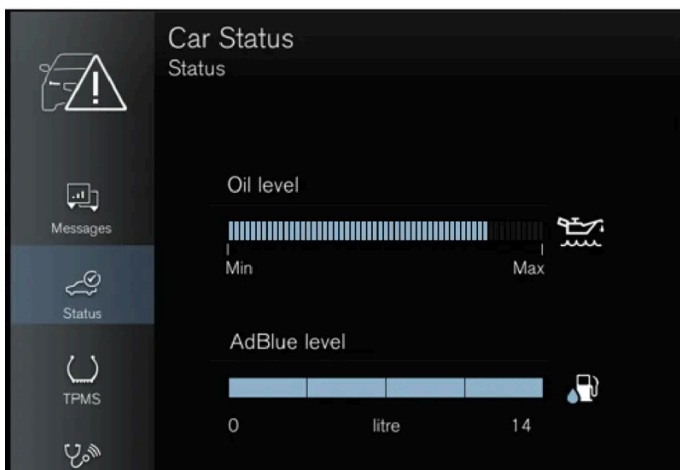 Car Status
Status
Messages
Status
TPMS
Oil level
Min Max
AdBlue level
0 litre 14